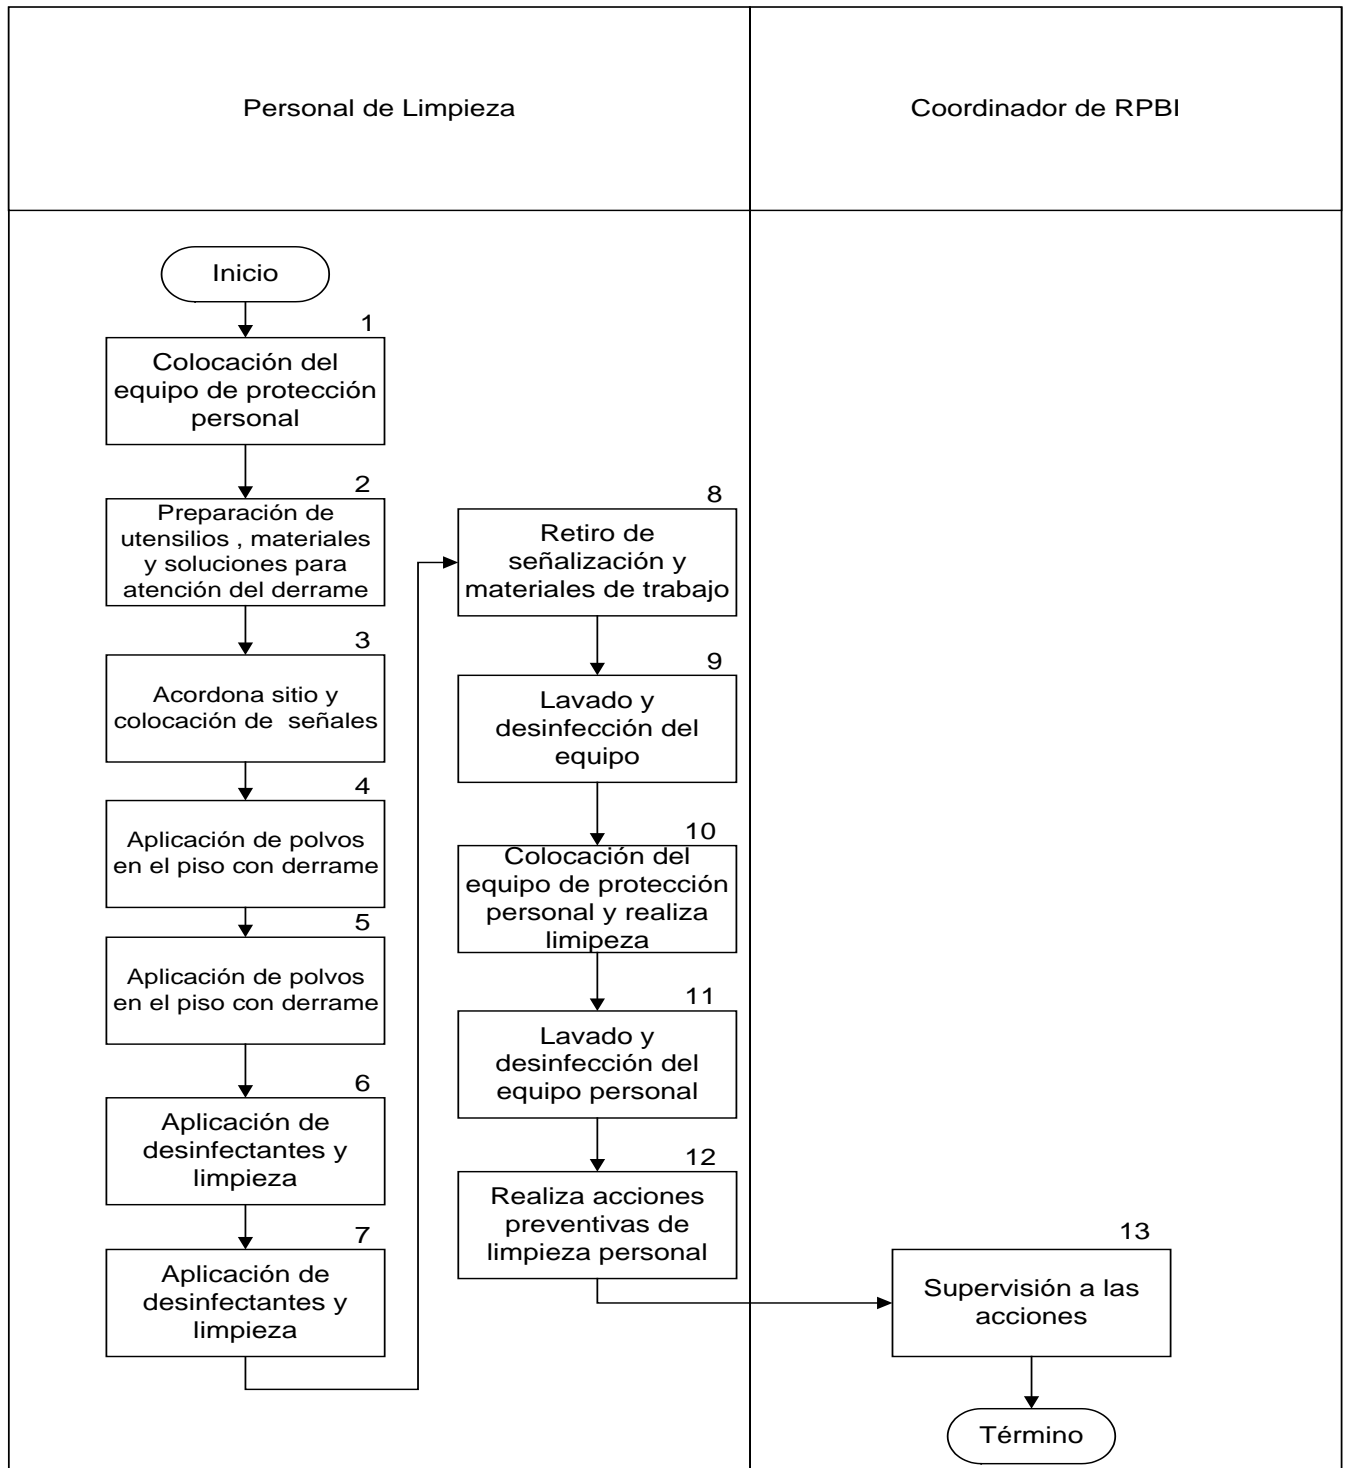 Personal de Limpieza
Coordinador de RPBI
Inicio
1
Colocación del
equipo de protección
personal
2
Preparación de
utensilios , materiales
y soluciones para
atención del derrame
3
Acordona sitio y
colocación de señales
4
Aplicación de polvos
en el piso con derrame
5
Aplicación de polvos
en el piso con derrame
6
Aplicación de
desinfectantes y
limpieza
7
Aplicación de
desinfectantes y
limpieza
8
Retiro de
señalización y
materiales de trabajo
9
Lavado y
desinfección del
equipo
10
Colocación del
equipo de protección
personal y realiza
limipeza
11
Lavado y
desinfección del
equipo personal
12
Realiza acciones
preventivas de
limpieza personal
13
Supervisión a las
acciones
Término